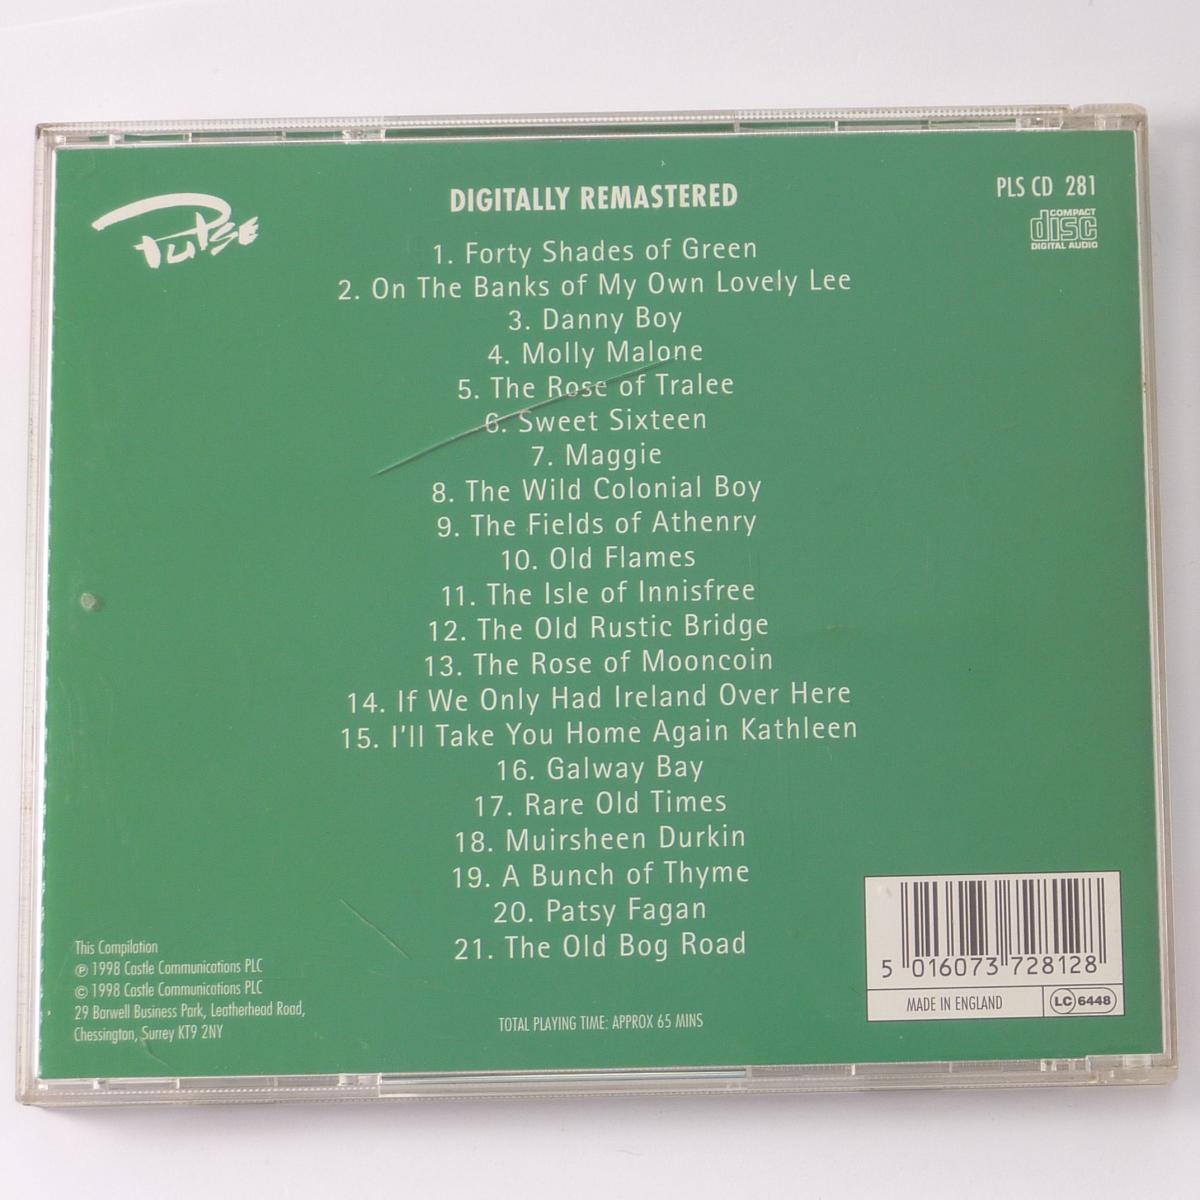 Pulse
DIGITALLY REMASTERED
PLS CD 281
COMPACT
disc
DIGITAL AUDIO
1. Forty Shades of Green
2. On The Banks of My Own Lovely Lee
3. Danny Boy
4. Molly Malone
5. The Rose of Tralee
6. Sweet Sixteen
7. Maggie
8. The Wild Colonial Boy
9. The Fields of Athenry
10. Old Flames
11. The Isle of Innisfree
12. The Old Rustic Bridge
13. The Rose of Mooncoin
14. If We Only Had Ireland Over Here
15. I'll Take You Home Again Kathleen
16. Galway Bay
17. Rare Old Times
18. Muirsheen Durkin
19. A Bunch of Thyme
20. Patsy Fagan
21. The Old Bog Road
This Compilation
℗ 1998 Castle Communications PLC
© 1998 Castle Communications PLC
29 Barwell Business Park, Leatherhead Road,
Chessington, Surrey KT9 2NY
TOTAL PLAYING TIME: APPROX 65 MINS
5 016073 728128
MADE IN ENGLAND
LC 6448